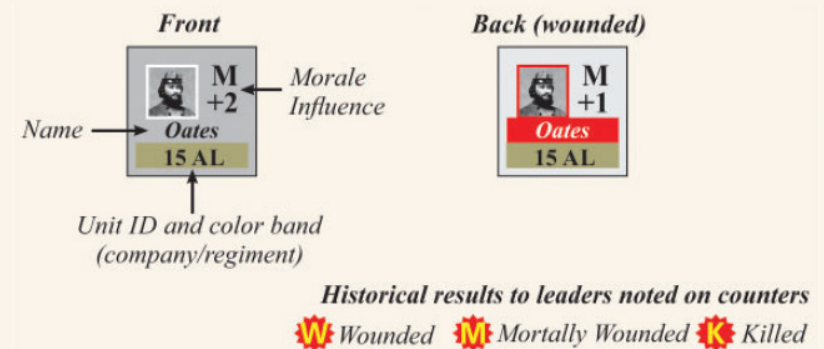 Front
M
+2
Morale
Influence
Name
Oates
15 AL
Unit ID and color band
(company/regiment)
Back (wounded)
M
+1
Oates
15 AL
Historical results to leaders noted on counters
W Wounded M Mortally Wounded K Killed